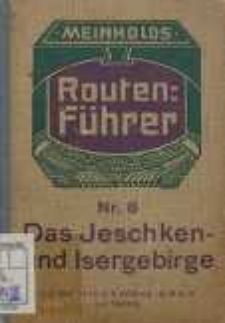 MEINHOLDS
Routen=
Führer
Nr. 6
Das Jeschken-
und Isergebirge